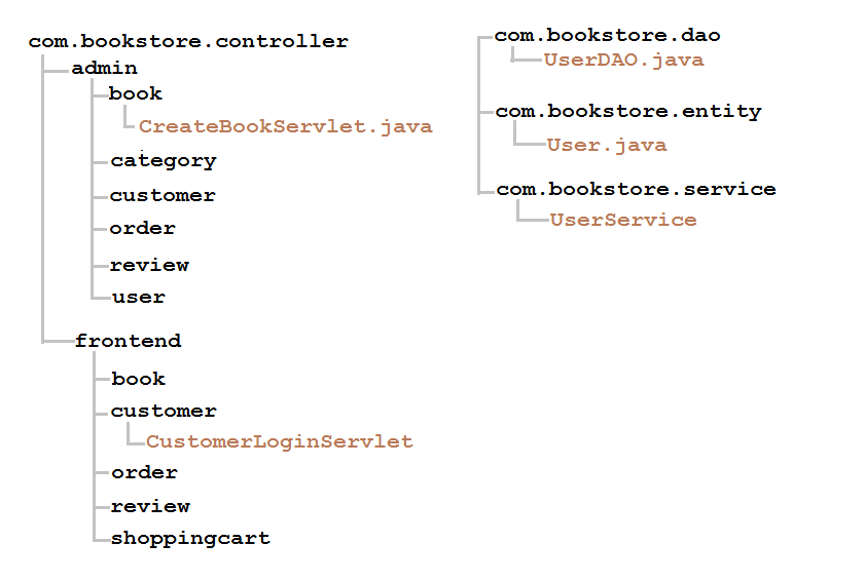 com.bookstore.controller
admin
book
CreateBookServlet.java
category
customer
order
review
user
frontend
book
customer
CustomerLoginServlet
order
review
shoppingcart
com.bookstore.dao
UserDAO.java
com.bookstore.entity
User.java
com.bookstore.service
UserService